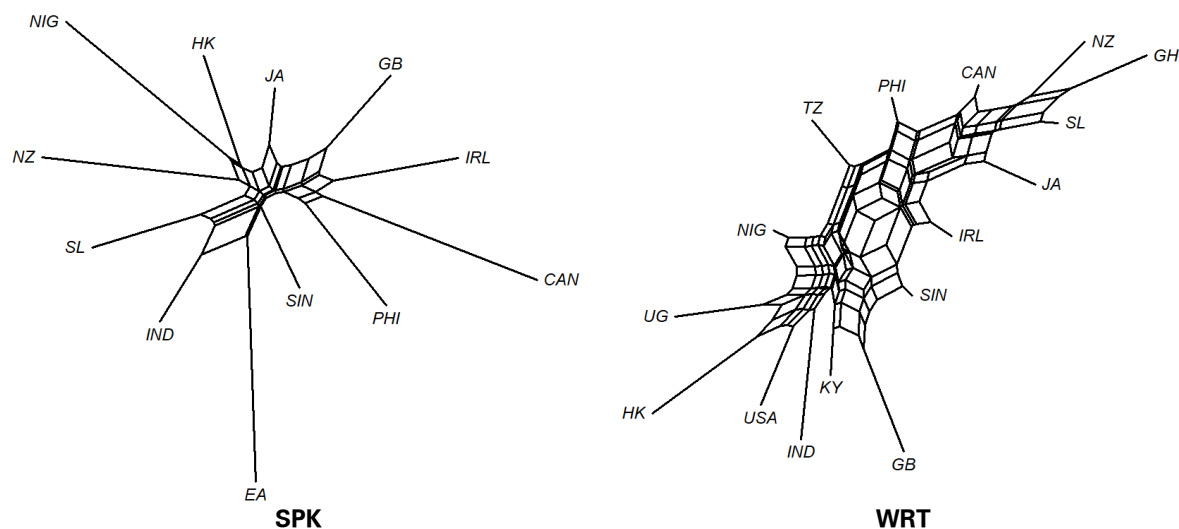 NIG
HK
JA
GB
NZ
IRL
SL
CAN
SIN
PHI
IND
EA
SPK
NZ
GH
CAN
PHI
TZ
SL
JA
NIG
IRL
SIN
UG
KY
HK
USA
IND
GB
WRT